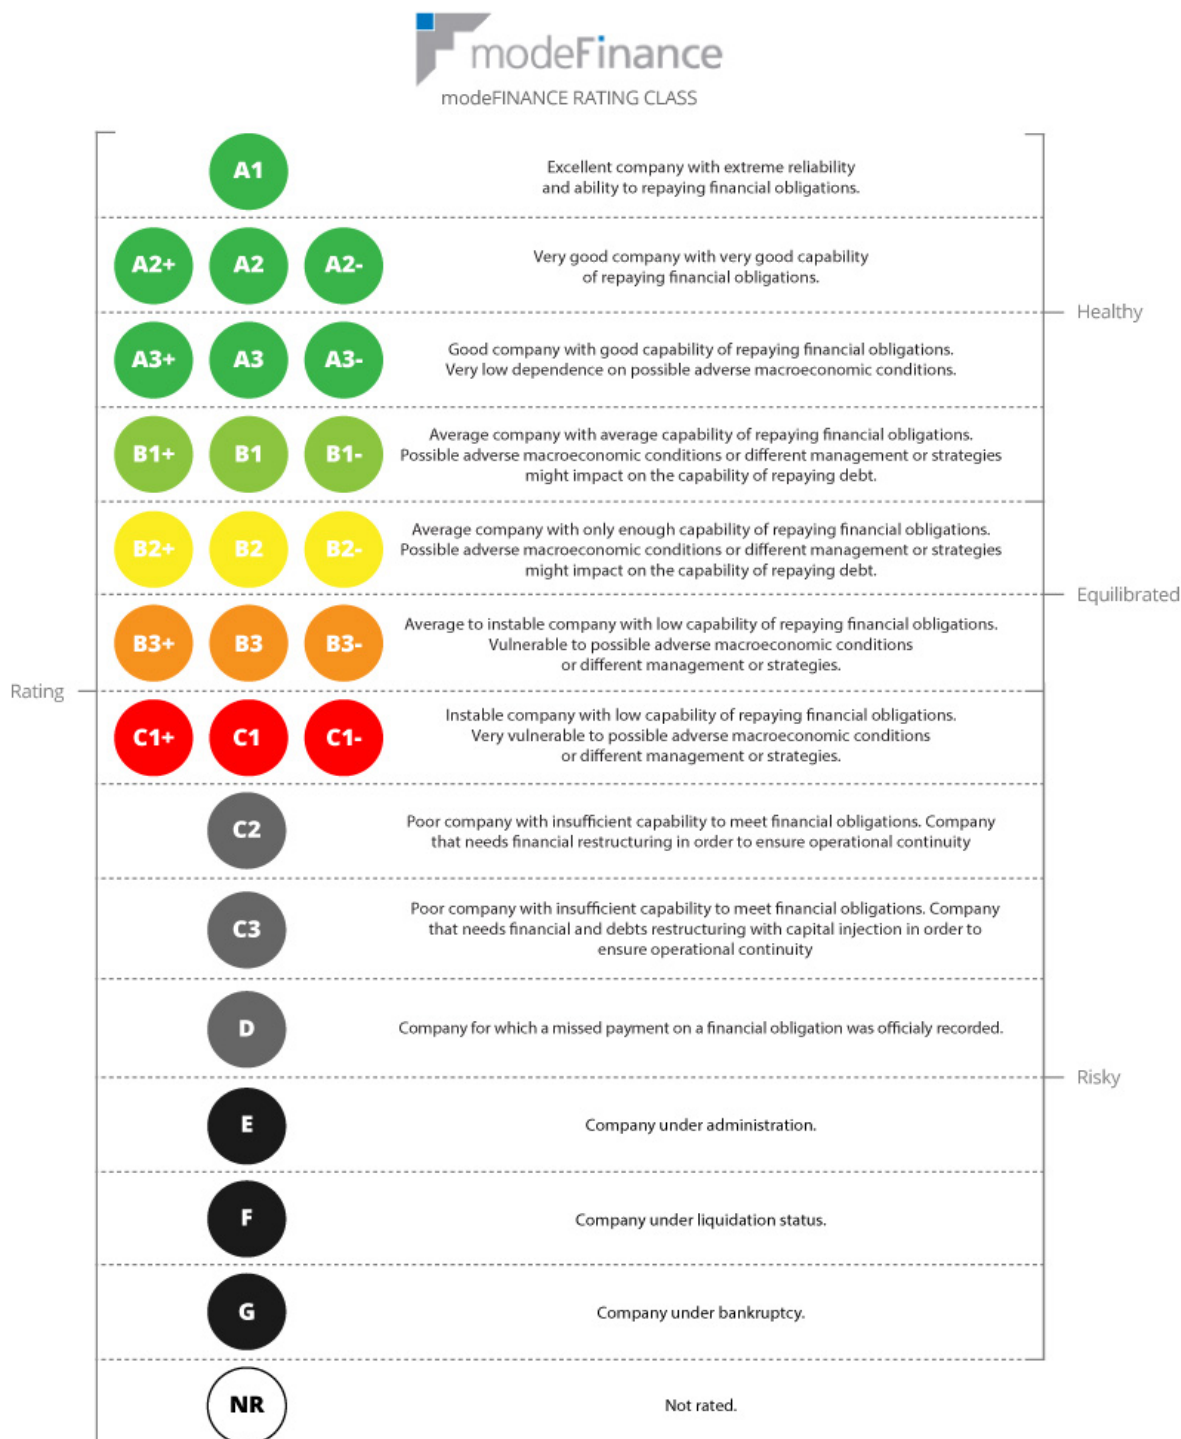 modeFinance
modeFINANCE RATING CLASS
A1
Excellent company with extreme reliability
and ability to repaying financial obligations.
A2+ A2 A2-
Very good company with very good capability
of repaying financial obligations.
Healthy
A3+ A3 A3-
Good company with good capability of repaying financial obligations.
Very low dependence on possible adverse macroeconomic conditions.
B1+ B1 B1-
Average company with average capability of repaying financial obligations.
Possible adverse macroeconomic conditions or different management or strategies
might impact on the capability of repaying debt.
B2+ B2 B2-
Average company with only enough capability of repaying financial obligations.
Possible adverse macroeconomic conditions or different management or strategies
might impact on the capability of repaying debt.
Equilibrated
B3+ B3 B3-
Average to instable company with low capability of repaying financial obligations.
Vulnerable to possible adverse macroeconomic conditions
or different management or strategies.
Rating
C1+ C1 C1-
Instable company with low capability of repaying financial obligations.
Very vulnerable to possible adverse macroeconomic conditions
or different management or strategies.
C2
Poor company with insufficient capability to meet financial obligations. Company
that needs financial restructuring in order to ensure operational continuity
C3
Poor company with insufficient capability to meet financial obligations. Company
that needs financial and debts restructuring with capital injection in order to
ensure operational continuity
D
Company for which a missed payment on a financial obligation was officialy recorded.
Risky
E
Company under administration.
F
Company under liquidation status.
G
Company under bankruptcy.
NR
Not rated.